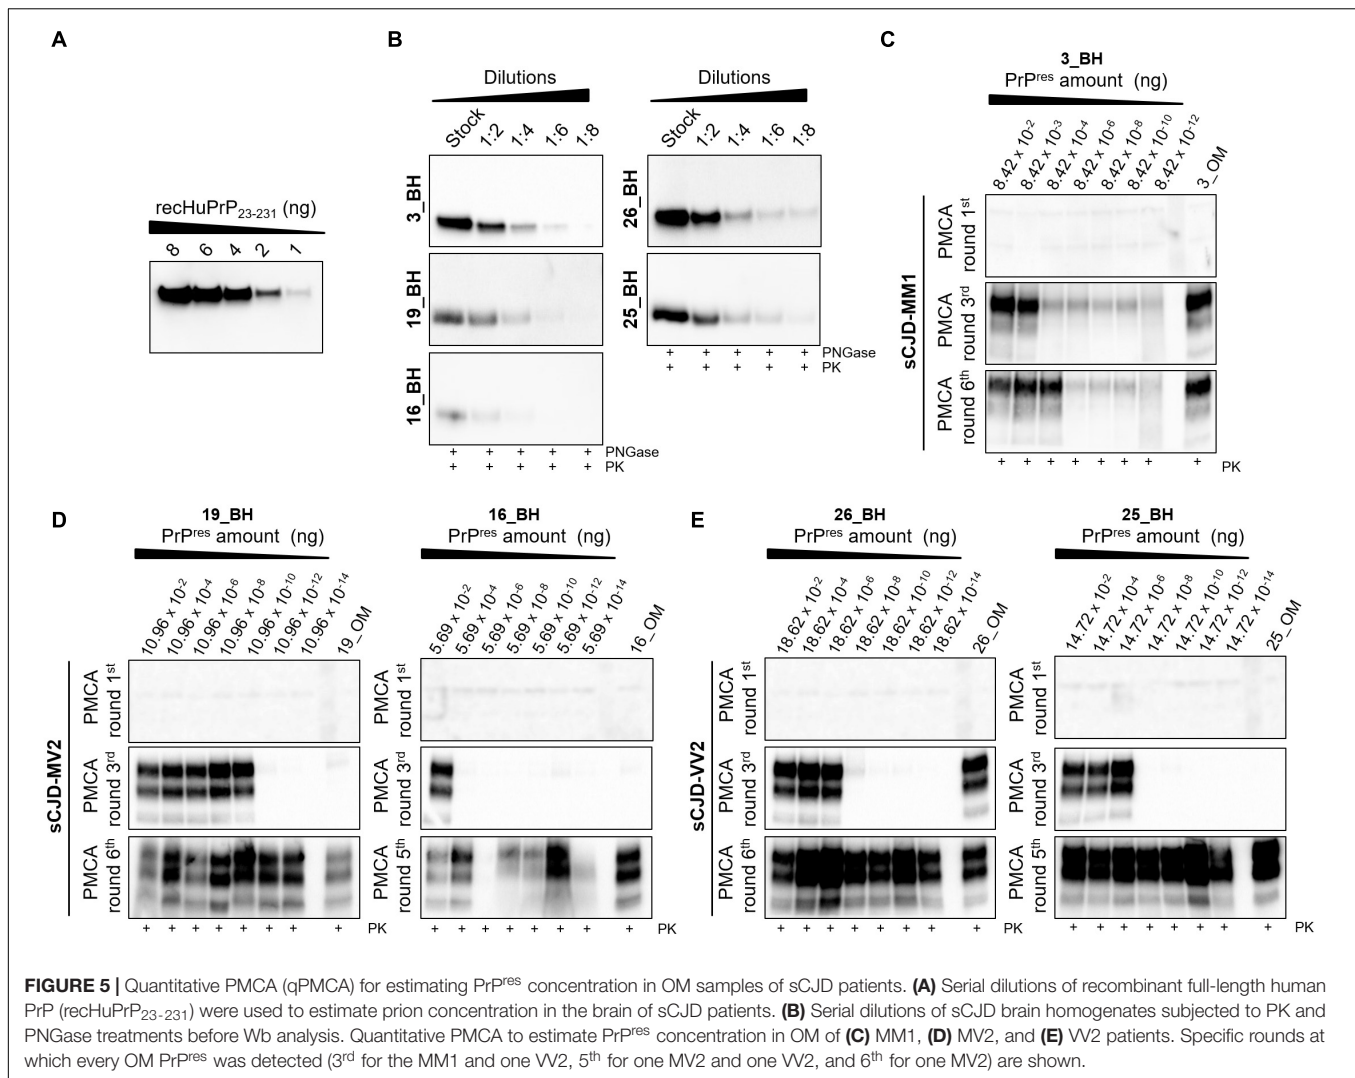 A
recHuPrP23-231 (ng)
8 6 4 2 1
B
Dilutions
Stock 1:2 1:4 1:6 1:8
3_BH
19_BH
16_BH
+ + + + + PNGase
+ + + + + PK
Dilutions
Stock 1:2 1:4 1:6 1:8
26_BH
25_BH
+ + + + + PNGase
+ + + + + PK
C
3_BH
PrPres amount (ng)
8.42 x 10-2 8.42 x 10-3 8.42 x 10-4 8.42 x 10-6 8.42 x 10-8 8.42 x 10-10 8.42 x 10-12 3_OM
sCJD-MM1
PMCA round 1st
PMCA round 3rd
PMCA round 6th
+ + + + + + + + PK
D
19_BH
PrPres amount (ng)
10.96 x 10-2 10.96 x 10-4 10.96 x 10-6 10.96 x 10-8 10.96 x 10-10 10.96 x 10-12 10.96 x 10-14 19_OM
sCJD-MV2
PMCA round 1st
PMCA round 3rd
PMCA round 6th
+ + + + + + + + PK
16_BH
PrPres amount (ng)
5.69 x 10-2 5.69 x 10-4 5.69 x 10-6 5.69 x 10-8 5.69 x 10-10 5.69 x 10-12 5.69 x 10-14 16_OM
PMCA round 1st
PMCA round 3rd
PMCA round 5th
+ + + + + + + + PK
E
26_BH
PrPres amount (ng)
18.62 x 10-2 18.62 x 10-4 18.62 x 10-6 18.62 x 10-8 18.62 x 10-10 18.62 x 10-12 18.62 x 10-14 26_OM
sCJD-VV2
PMCA round 1st
PMCA round 3rd
PMCA round 6th
+ + + + + + + + PK
25_BH
PrPres amount (ng)
14.72 x 10-2 14.72 x 10-4 14.72 x 10-6 14.72 x 10-8 14.72 x 10-10 14.72 x 10-12 14.72 x 10-14 25_OM
PMCA round 1st
PMCA round 3rd
PMCA round 5th
+ + + + + + + + PK
FIGURE 5 | Quantitative PMCA (qPMCA) for estimating PrPres concentration in OM samples of sCJD patients. (A) Serial dilutions of recombinant full-length human
PrP (recHuPrP23-231) were used to estimate prion concentration in the brain of sCJD patients. (B) Serial dilutions of sCJD brain homogenates subjected to PK and
PNGase treatments before Wb analysis. Quantitative PMCA to estimate PrPres concentration in OM of (C) MM1, (D) MV2, and (E) VV2 patients. Specific rounds at
which every OM PrPres was detected (3rd for the MM1 and one VV2, 5th for one MV2 and one VV2, and 6th for one MV2) are shown.